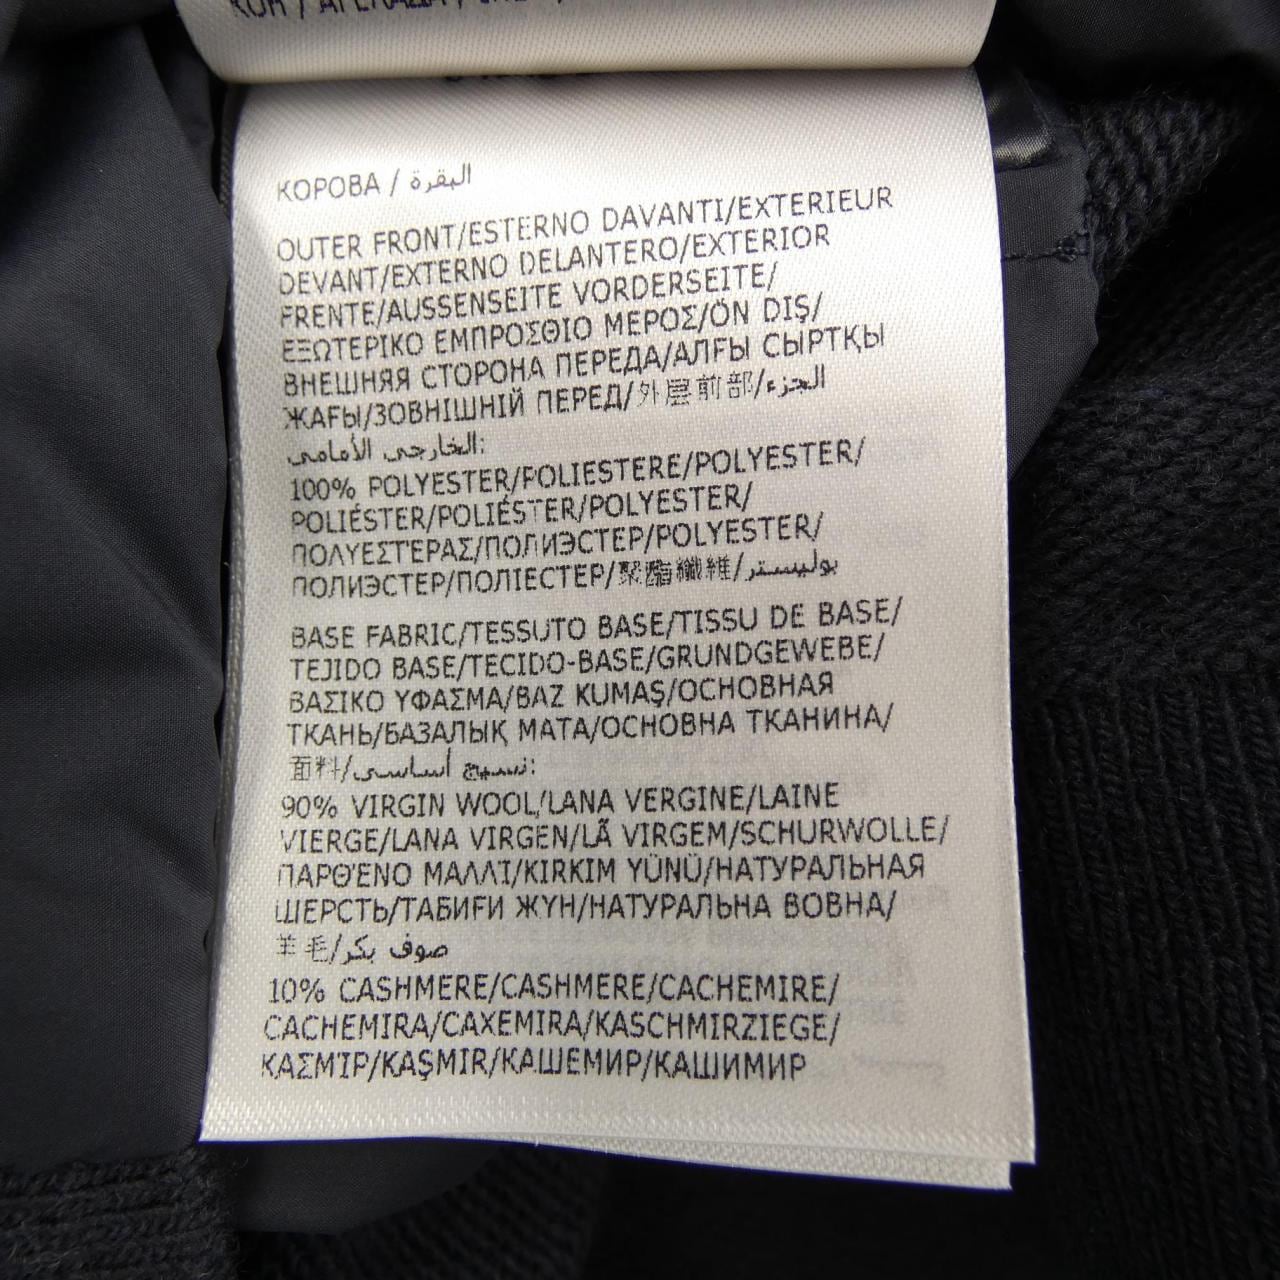 КОРОВА / البقرة
OUTER FRONT/ESTERNO DAVANTI/EXTERIEUR
DEVANT/EXTERNO DELANTERO/EXTERIOR
FRENTE/AUSSENSEITE VORDERSEITE/
ΕΞΩΤΕΡΙΚΟ ΕΜΠΡΟΣΘΙΟ ΜΕΡΟΣ/ÖN DIŞ/
ВНЕШНЯЯ СТОРОНА ПЕРЕДА/АЛҒЫ СЫРТҚЫ
ЖАҒЫ/ЗОВНІШНІЙ ПЕРЕД/外层前部/الجزء
الخارجي الأمامي:
100% POLYESTER/POLIESTERE/POLYESTER/
POLIÉSTER/POLIÉSTER/POLYESTER/
ΠΟΛΥΕΣΤΈΡΑΣ/ПОЛИЭСТЕР/POLYESTER/
ПОЛИЭСТЕР/ПОЛІЕСТЕР/聚酯纖維/بوليستر
BASE FABRIC/TESSUTO BASE/TISSU DE BASE/
TEJIDO BASE/TECIDO-BASE/GRUNDGEWEBE/
ΒΑΣΙΚΟ ΥΦΑΣΜΑ/BAZ KUMAŞ/ОСНОВНАЯ
ТКАНЬ/БАЗАЛЫҚ МАТА/ОСНОВНА ТКАНИНА/
面料/نسيج أساسي:
90% VIRGIN WOOL/LANA VERGINE/LAINE
VIERGE/LANA VIRGEN/LÃ VIRGEM/SCHURWOLLE/
ΠΑΡΘΈΝΟ ΜΑΛΛΊ/KIRKIM YÜNÜ/НАТУРАЛЬНАЯ
ШЕРСТЬ/ТАБИҒИ ЖҮН/НАТУРАЛЬНА ВОВНА/
羊毛/صوف بكر
10% CASHMERE/CASHMERE/CACHEMIRE/
CACHEMIRA/CAXEMIRA/KASCHMIRZIEGE/
ΚΑΣΜΊΡ/KAŞMIR/КАШЕМИР/КАШИМИР